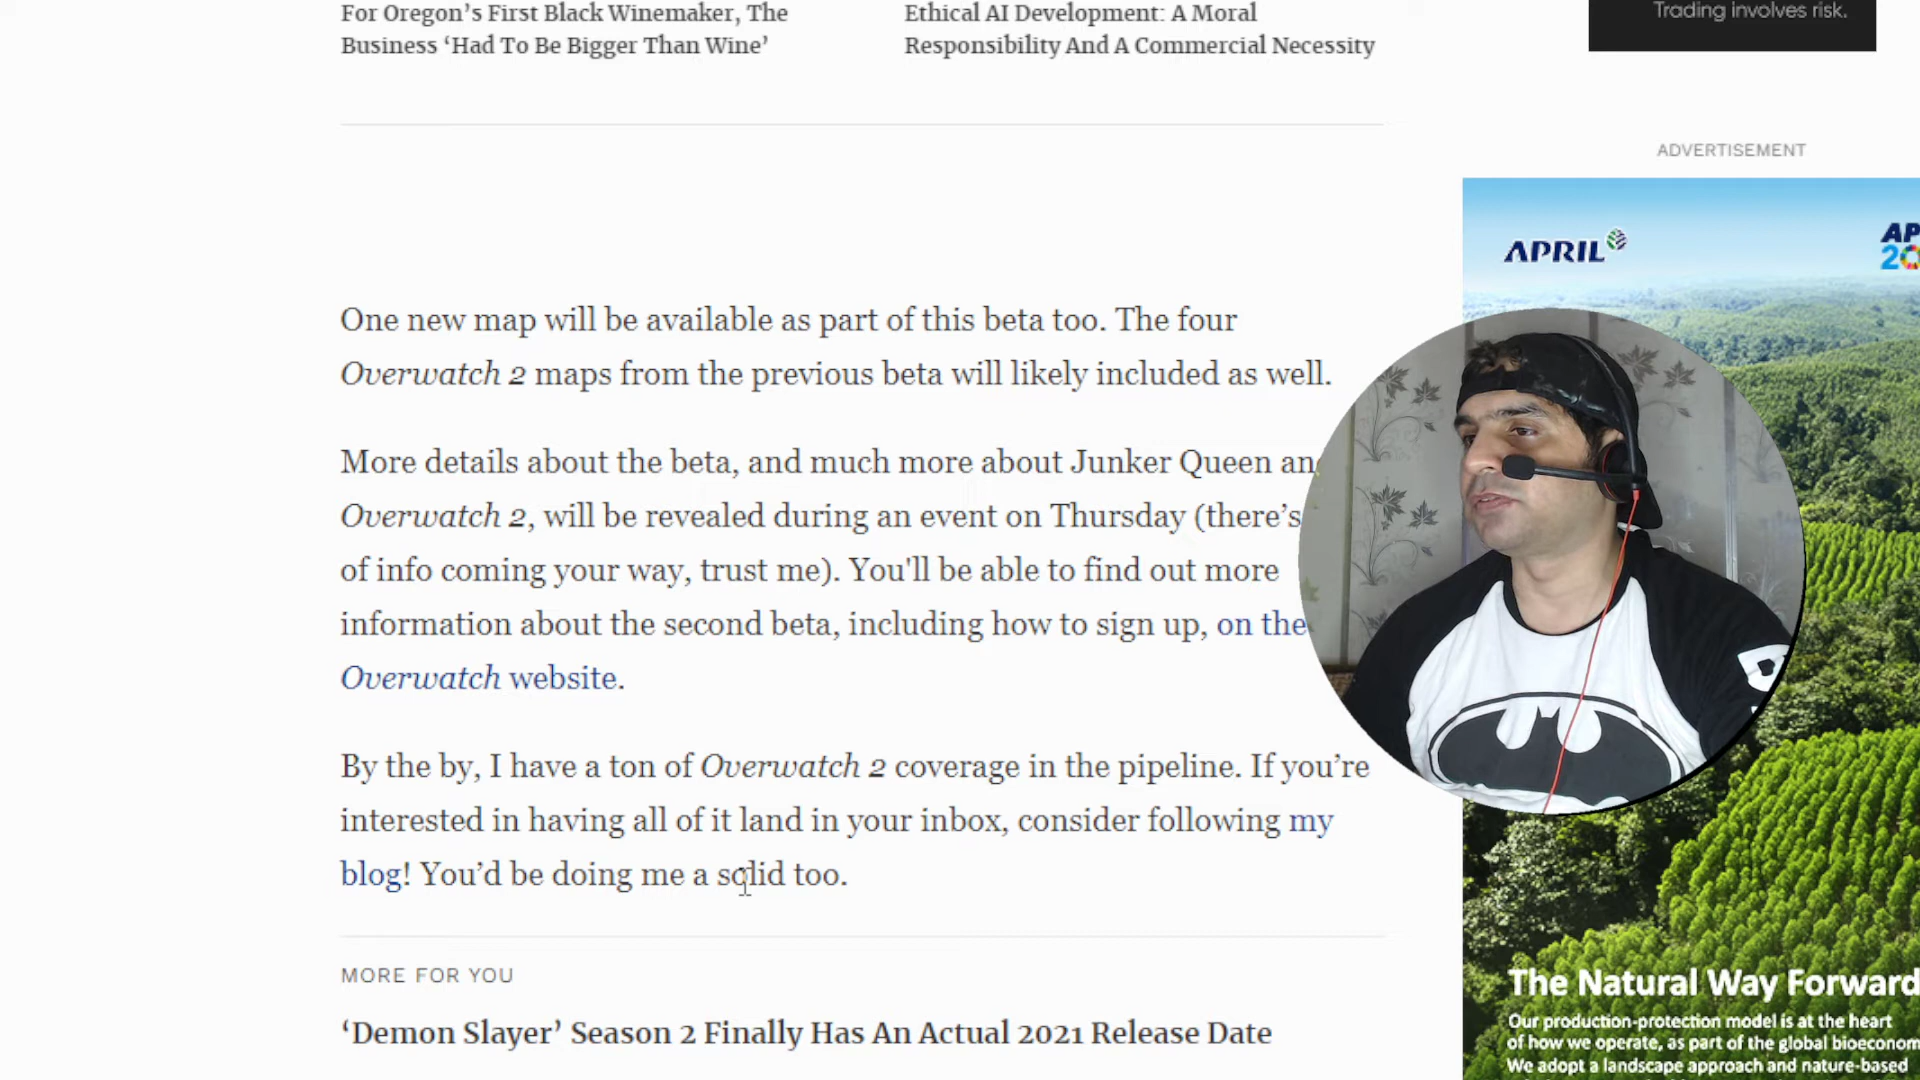 For Oregon’s First Black Winemaker, The
Business ‘Had To Be Bigger Than Wine’
Ethical AI Development: A Moral
Responsibility And A Commercial Necessity
Trading involves risk.
ADVERTISEMENT
APRIL
AP
20
One new map will be available as part of this beta too. The four
Overwatch 2 maps from the previous beta will likely included as well.
More details about the beta, and much more about Junker Queen an
Overwatch 2, will be revealed during an event on Thursday (there’s
of info coming your way, trust me). You'll be able to find out more
information about the second beta, including how to sign up, on the
Overwatch website.
By the by, I have a ton of Overwatch 2 coverage in the pipeline. If you’re
interested in having all of it land in your inbox, consider following my
blog! You’d be doing me a solid too.
MORE FOR YOU
‘Demon Slayer’ Season 2 Finally Has An Actual 2021 Release Date
The Natural Way Forward
Our production-protection model is at the heart
of how we operate, as part of the global bioeconom
We adopt a landscape approach and nature-based